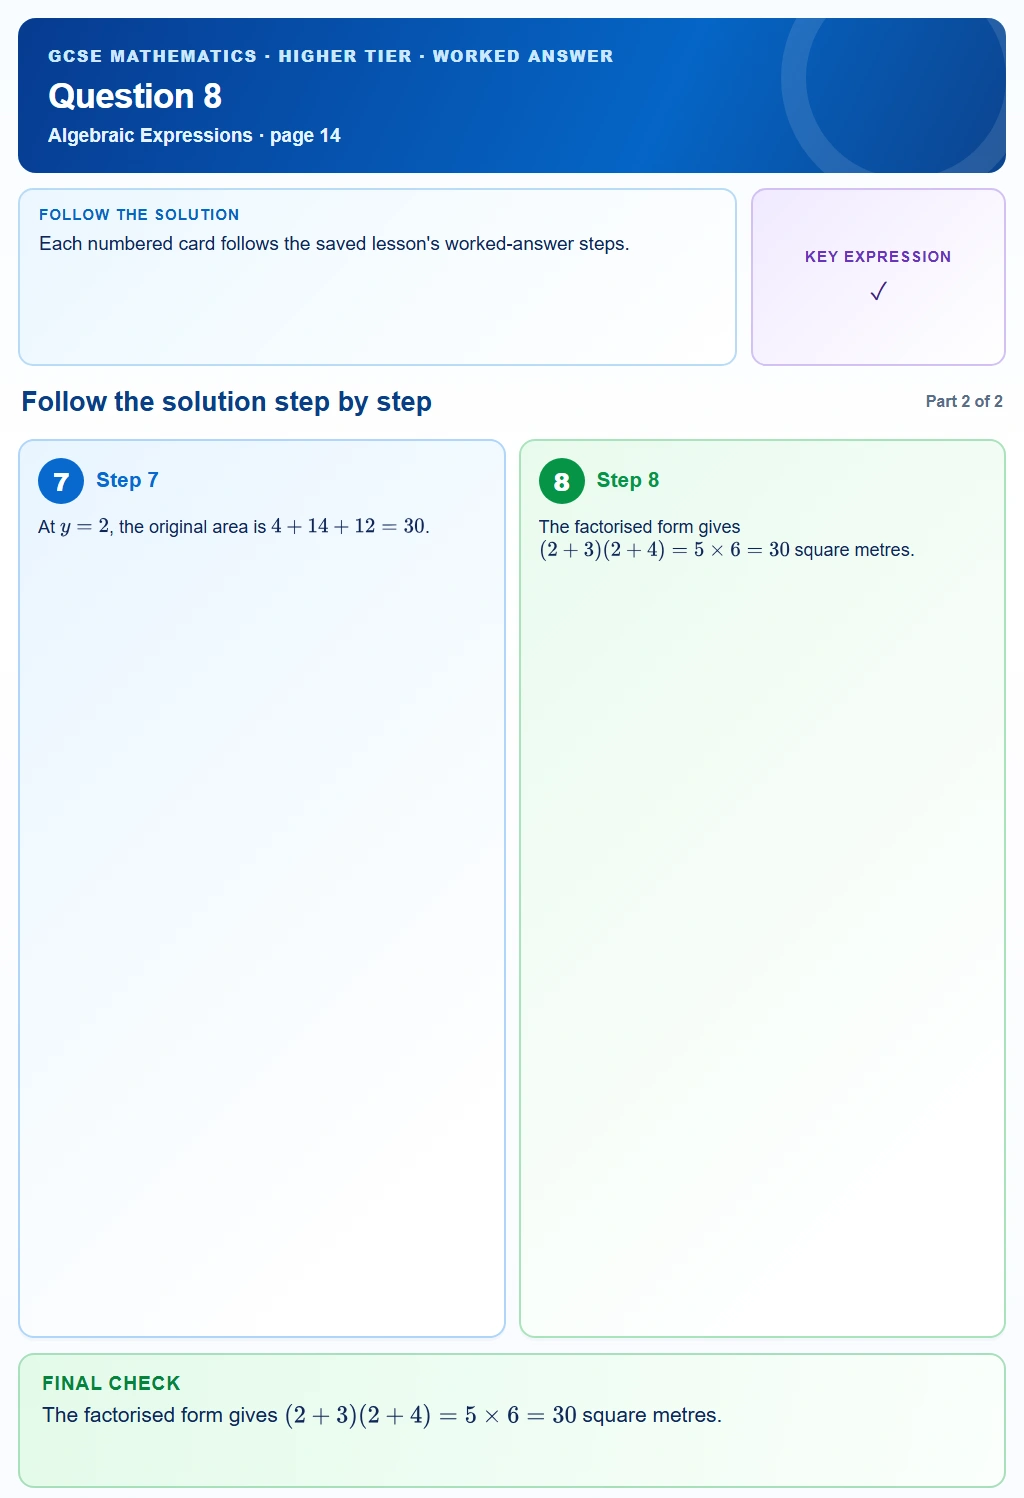 GCSE MATHEMATICS · HIGHER TIER · WORKED ANSWER
Question 8
Algebraic Expressions · page 14
FOLLOW THE SOLUTION
Each numbered card follows the saved lesson's worked-answer steps.
KEY EXPRESSION
✓
Follow the solution step by step
Part 2 of 2
7 Step 7
At y = 2, the original area is 4 + 14 + 12 = 30.
8 Step 8
The factorised form gives
(2 + 3)(2 + 4) = 5 × 6 = 30 square metres.
FINAL CHECK
The factorised form gives (2 + 3)(2 + 4) = 5 × 6 = 30 square metres.